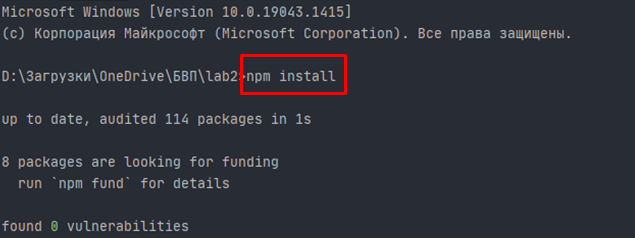 Microsoft Windows [Version 10.0.19043.1415]
(c) Корпорация Майкрософт (Microsoft Corporation). Все права защищены.
D:\Загрузки\OneDrive\БВП\lab2>npm install
up to date, audited 114 packages in 1s
8 packages are looking for funding
run `npm fund` for details
found 0 vulnerabilities